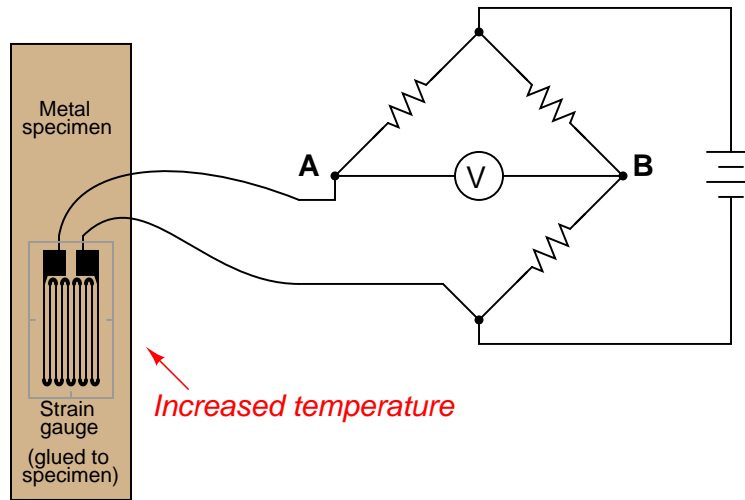 Metal
specimen
A
V
B
Increased temperature
Strain
gauge
(glued to
specimen)